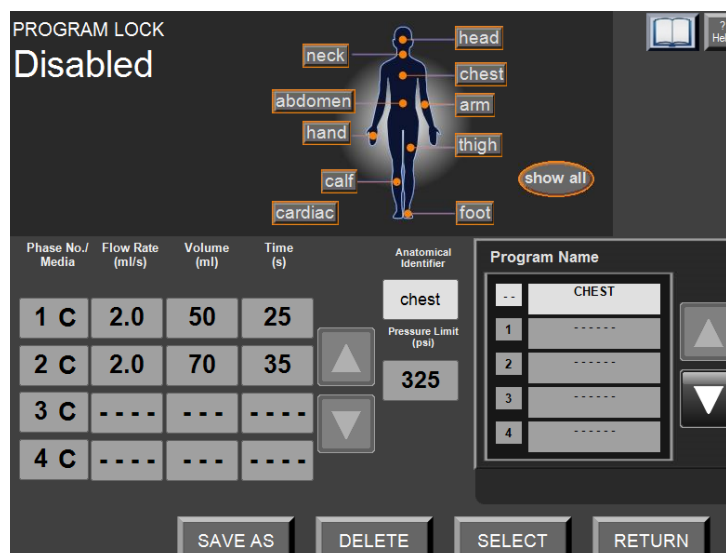 PROGRAM LOCK
Disabled
?
Hel
head
neck
chest
abdomen
arm
hand
thigh
calf
show all
cardiac
foot
Phase No./ Flow Rate Volume Time
Media (ml/s) (ml) (s)
1 C 2.0 50 25
2 C 2.0 70 35
3 C - - - - - - - - - - -
4 C - - - - - - - - - - -
Anatomical
Identifier
chest
Pressure Limit
(psi)
325
Program Name
- - CHEST
1 - - - - - -
2 - - - - - -
3 - - - - - -
4 - - - - - -
SAVE AS DELETE SELECT RETURN